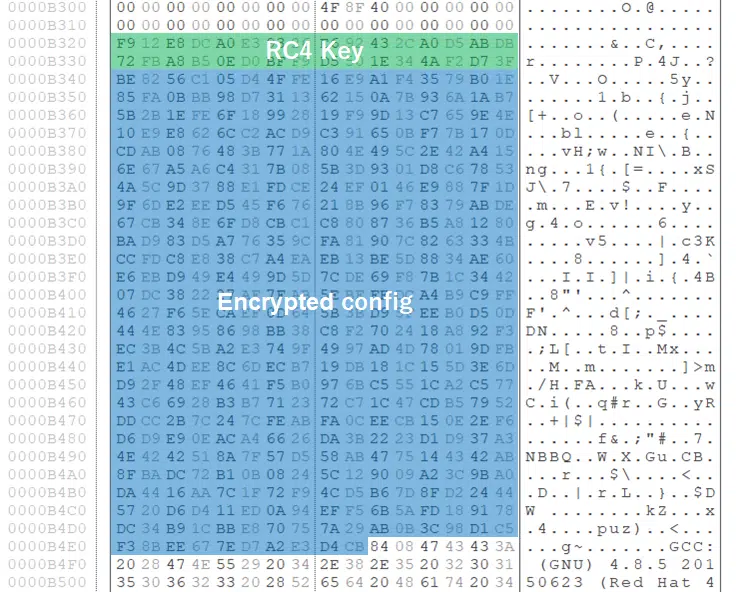 0000B300 00 00 00 00 00 00 00 00 4F 8F 40 00 00 00 00 00 ........O.@.....
0000B310 00 00 00 00 00 00 00 00 00 00 00 00 00 00 00 00 ................
0000B320 F9 12 E8 DC A0 E3 92 43 2C A0 D5 AB DB ..........&..C,.....
RC4 Key
0000B330 72 FB A8 B5 0E D0 1E 34 4A F2 D7 3F r.........P.4J..?
0000B340 BE 82 56 C1 05 D4 4F FE 16 E9 A1 F4 35 79 B0 1E ..V...O.....5y..
0000B350 85 FA 0B BB 98 D7 31 13 62 15 0A 7B 93 6A 1A B7 ......1.b..{.j..
0000B360 5B 2B 1E FE 6F 18 99 28 19 F9 9D 13 C7 65 9E 4E [+..o..(.....e.N
0000B370 10 E9 E8 62 6C C2 AC D9 C3 91 65 0B F7 7B 17 0D ...bl.....e..{..
0000B380 CD AB 08 76 48 3B 77 1A 80 4E 49 5C 2E 42 A4 15 ...vH;w..NI\.B..
0000B390 6E 67 A5 A6 C4 31 7B 08 5B 3D 93 01 D8 C6 78 53 ng...1{.[=....xS
0000B3A0 4A 5C 9D 37 88 E1 FD CE 24 EF 01 46 E9 88 7F 1D J\.7....$..F....
0000B3B0 9F 6D E2 EE D5 45 F6 76 21 8B 96 F7 83 79 AB DE .m...E.v!....y..
0000B3C0 67 CB 34 8E 6F D8 CB C1 C8 80 87 36 B5 A8 12 80 g.4.o......6....
0000B3D0 BA D9 83 D5 A7 76 35 9C FA 81 90 7C 82 63 33 4B .....v5....|.c3K
0000B3E0 CC FD C8 E8 38 C7 A4 EA EB 13 BE 5D 88 34 AE 60 ....8......].4.`
0000B3F0 E6 EB D9 49 E4 49 9D 5D 7C DE 69 F8 7B 1C 34 42 ...I.I.]|.i.{.4B
0000B400 07 DC 38 22 A4 B9 C9 FF ..8"'...^.......
Encrypted config
0000B410 46 27 F6 5E EE B0 D5 0D F'.^...d[;._....
0000B420 44 4E 83 95 86 98 BB 38 C8 F2 70 24 18 A8 92 F3 DN.....8..p$....
0000B430 EC 3B 4C 5B A2 E3 74 9F 49 97 AD 4D 78 01 9D FB .;L[..t.I..Mx...
0000B440 E1 AC 4D EE 8C 6D EC B7 19 DB 18 1C 15 5D 3E 6D ..M..m.......]>m
0000B450 D9 2F 48 EF 46 41 F5 B0 97 6B C5 55 1C A2 C5 77 ./H.FA...k.U...w
0000B460 43 C6 69 28 B3 B7 71 23 72 C7 1C 47 CD B5 79 52 C.i(..q#r..G..yR
0000B470 DD CC 2B 7C 24 7C FE AB FA 0C EE CB 15 0E 2E F6 ..+|$|..........
0000B480 D6 D9 E9 0E AC A4 66 26 DA 3B 22 23 D1 D9 37 A3 ......f&.;"#..7.
0000B490 4E 42 42 51 8A 7F 57 D5 58 AB 47 75 14 43 42 AB NBBQ..W.X.Gu.CB.
0000B4A0 8F BA DC 72 B1 0B 08 24 5C 12 90 09 A2 3C 9B A0 ...r...$\....<..
0000B4B0 DA 44 16 AA 7C 1F 72 F9 4C D5 B6 7D 8F D2 24 44 .D..|.r.L..}..$D
0000B4C0 57 20 D6 D4 11 ED 0A 94 EF F5 6B 5A FD 18 91 78 W ........kZ...x
0000B4D0 DC 34 B9 1C BB E8 70 75 7A 29 AB 0B 3C 98 D1 C5 .4....puz)..<...
0000B4E0 F3 8B EE 67 7E D7 A2 E3 D4 CB 84 08 47 43 43 3A ...g~.......GCC:
0000B4F0 20 28 47 4E 55 29 20 34 2E 38 2E 35 20 32 30 31 (GNU) 4.8.5 201
0000B500 35 30 36 32 33 20 28 52 65 64 20 48 61 74 20 34 50623 (Red Hat 4